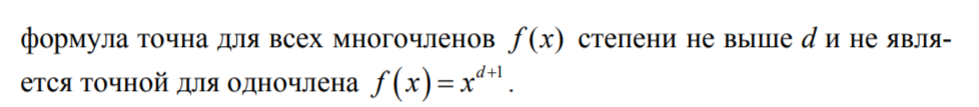 формула точна для всех многочленов f(x) степени не выше d и не явля-
ется точной для одночлена f(x) = x^{d+1}.